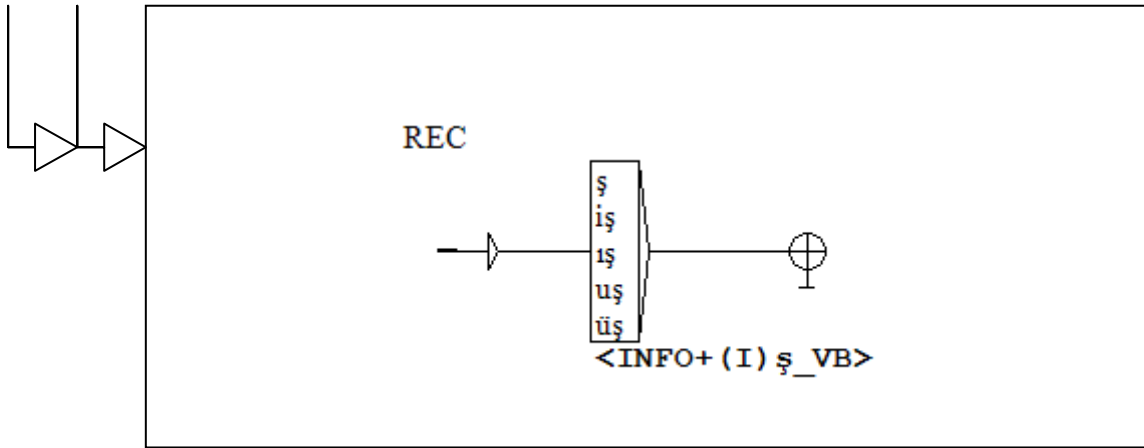 REC
ş
iş
ış
uş
üş
<INFO+(I)ş_VB>